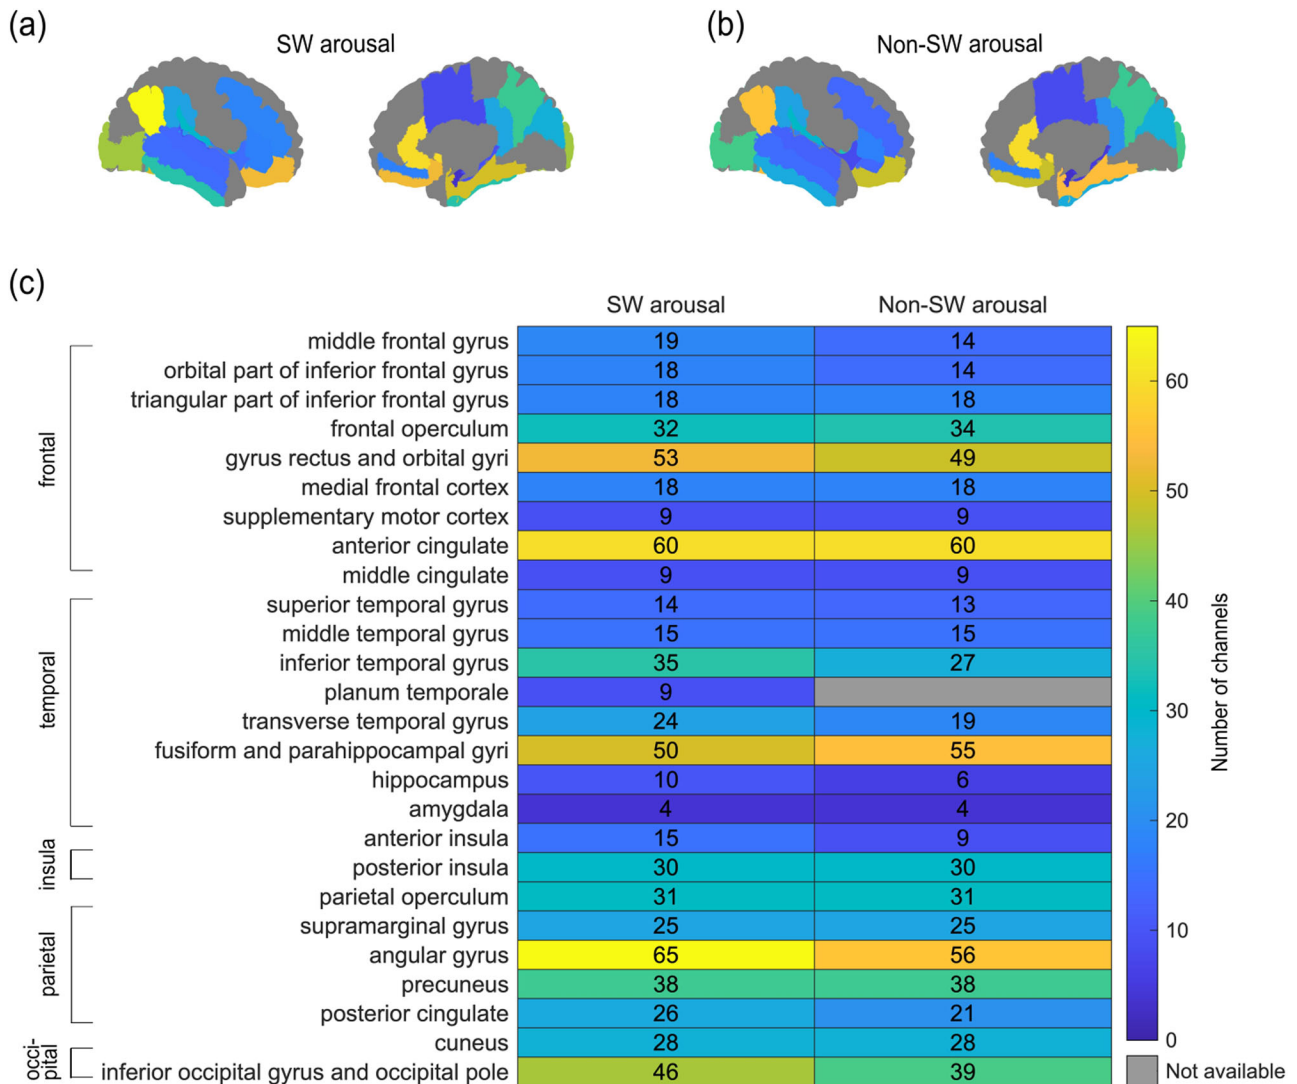 (a)
SW arousal
(b)
Non-SW arousal
(c)
SW arousal Non-SW arousal
middle frontal gyrus 19 14
orbital part of inferior frontal gyrus 18 14
triangular part of inferior frontal gyrus 18 18
frontal operculum 32 34
gyrus rectus and orbital gyri 53 49
medial frontal cortex 18 18
supplementary motor cortex 9 9
anterior cingulate 60 60
middle cingulate 9 9
superior temporal gyrus 14 13
middle temporal gyrus 15 15
inferior temporal gyrus 35 27
planum temporale 9
transverse temporal gyrus 24 19
fusiform and parahippocampal gyri 50 55
hippocampus 10 6
amygdala 4 4
anterior insula 15 9
posterior insula 30 30
parietal operculum 31 31
supramarginal gyrus 25 25
angular gyrus 65 56
precuneus 38 38
posterior cingulate 26 21
cuneus 28 28
inferior occipital gyrus and occipital pole 46 39
frontal
temporal
insula
parietal
occi-
pital
60
50
40
30
20
10
0
Number of channels
Not available